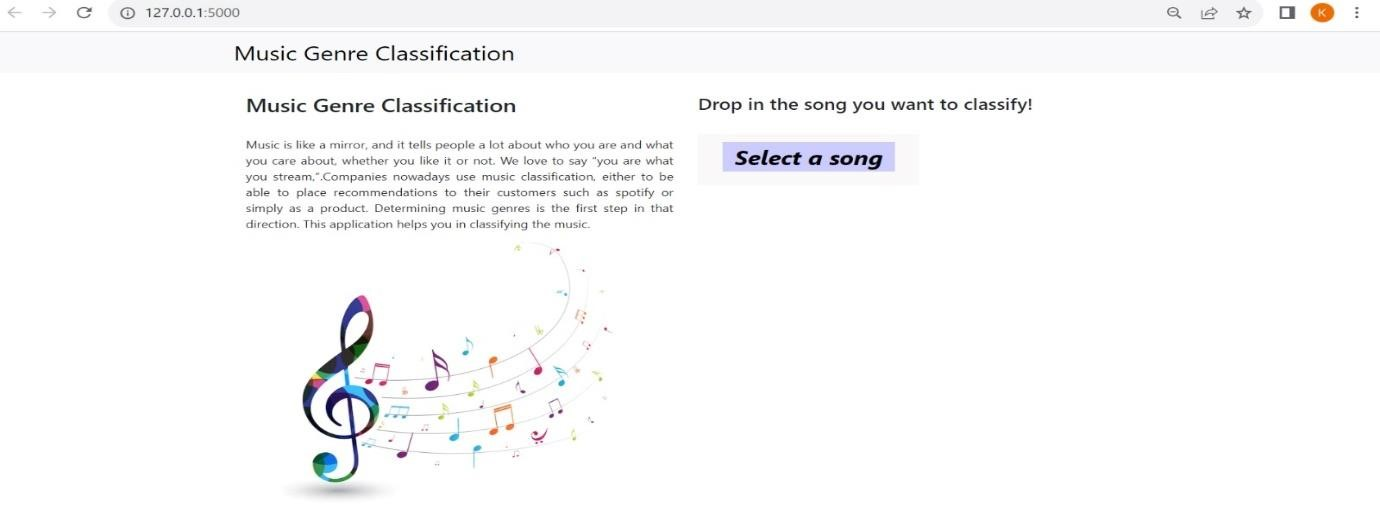 127.0.0.1:5000
K
Music Genre Classification
Music Genre Classification
Music is like a mirror, and it tells people a lot about who you are and what
you care about, whether you like it or not. We love to say “you are what
you stream,”.Companies nowadays use music classification, either to be
able to place recommendations to their customers such as spotify or
simply as a product. Determining music genres is the first step in that
direction. This application helps you in classifying the music.
Drop in the song you want to classify!
Select a song